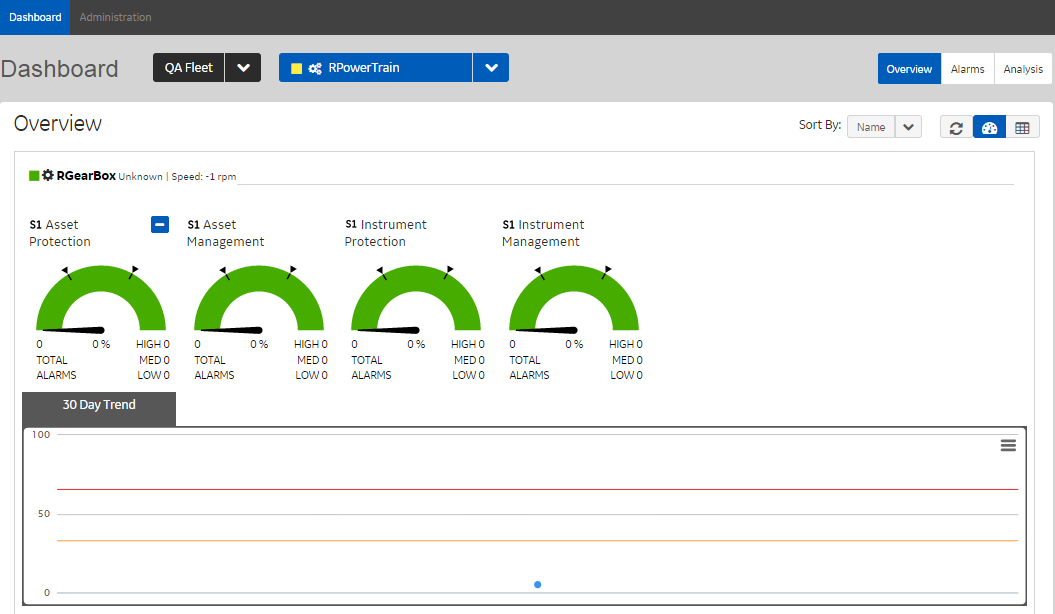 Dashboard Administration
Dashboard QA Fleet RPowerTrain Overview Alarms Analysis
Overview Sort By: Name
RGearBox Unknown | Speed: -1 rpm
S1 Asset Protection
S1 Asset Management
S1 Instrument Protection
S1 Instrument Management
0 0 % HIGH 0 0 0 % HIGH 0 0 0 % HIGH 0 0 0 % HIGH 0
TOTAL MED 0 TOTAL MED 0 TOTAL MED 0 TOTAL MED 0
ALARMS LOW 0 ALARMS LOW 0 ALARMS LOW 0 ALARMS LOW 0
30 Day Trend
100
50
0